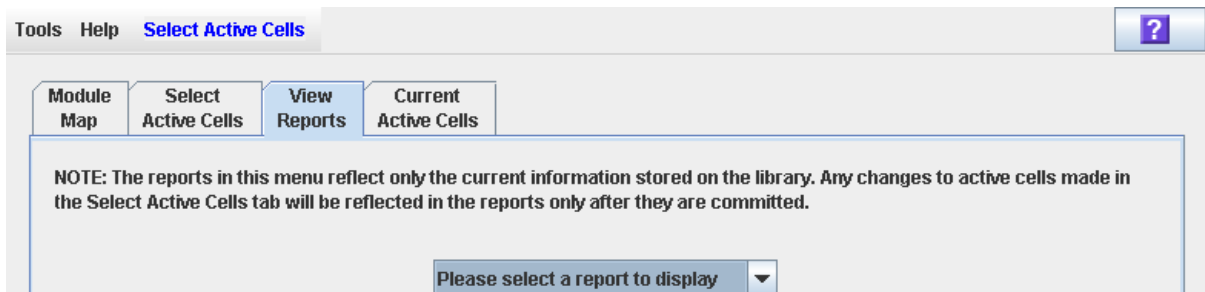 Tools Help Select Active Cells ?
Module Map
Select Active Cells
View Reports
Current Active Cells
NOTE: The reports in this menu reflect only the current information stored on the library. Any changes to active cells made in
the Select Active Cells tab will be reflected in the reports only after they are committed.
Please select a report to display